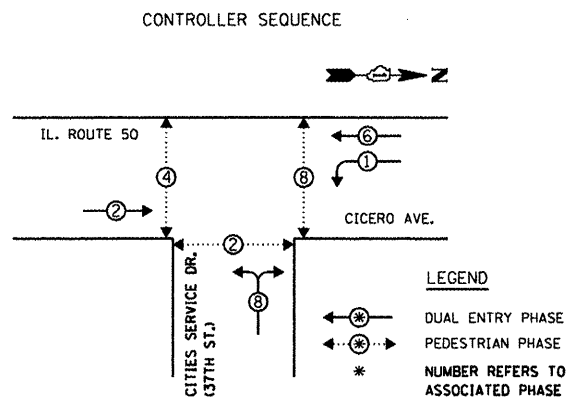 CONTROLLER SEQUENCE
N
IL. ROUTE 50
6
1
4
8
2
CICERO AVE.
2
CITIES SERVICE DR.
(37TH ST.)
8
LEGEND
* DUAL ENTRY PHASE
* PEDESTRIAN PHASE
* NUMBER REFERS TO
ASSOCIATED PHASE